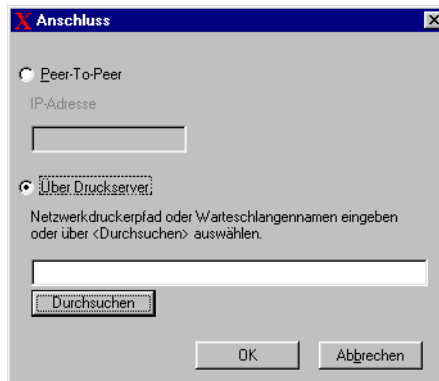 Anschluss
Peer-To-Peer
IP-Adresse
Über Druckserver:
Netzwerkdruckerpfad oder Warteschlangennamen eingeben
oder über <Durchsuchen> auswählen.
Durchsuchen
OK
Abbrechen